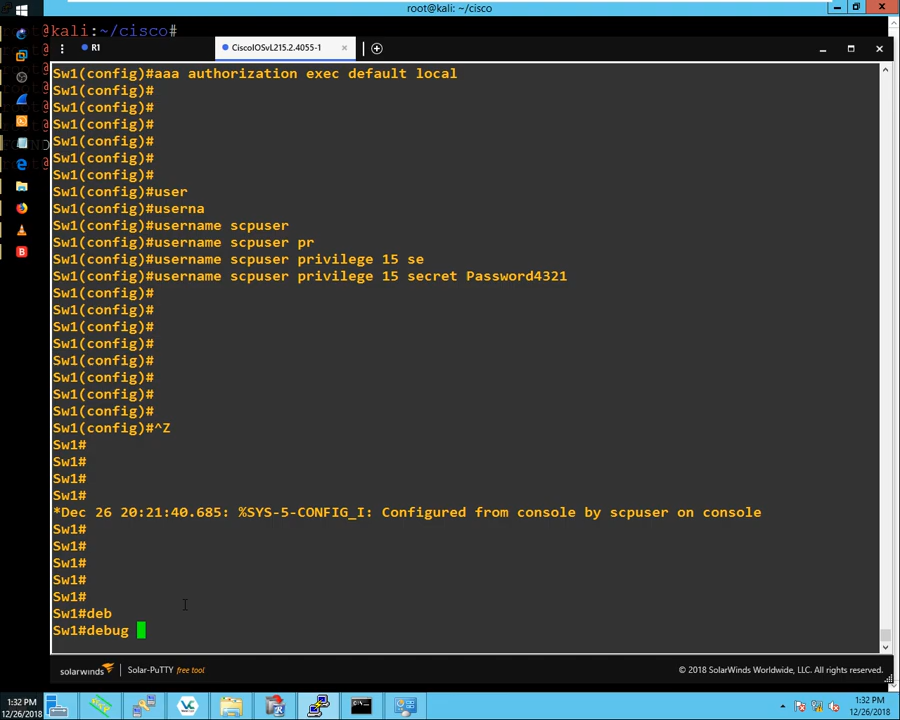 root@kali: ~/cisco
root@kali:~/cisco#
R1
CiscoIOSvL215.2.4055-1
Sw1(config)#aaa authorization exec default local
Sw1(config)#
Sw1(config)#
Sw1(config)#
Sw1(config)#
Sw1(config)#
Sw1(config)#
Sw1(config)#user
Sw1(config)#userna
Sw1(config)#username scpuser
Sw1(config)#username scpuser pr
Sw1(config)#username scpuser privilege 15 se
Sw1(config)#username scpuser privilege 15 secret Password4321
Sw1(config)#
Sw1(config)#
Sw1(config)#
Sw1(config)#
Sw1(config)#
Sw1(config)#
Sw1(config)#
Sw1(config)#
Sw1(config)#^Z
Sw1#
Sw1#
Sw1#
Sw1#
*Dec 26 20:21:40.685: %SYS-5-CONFIG_I: Configured from console by scpuser on console
Sw1#
Sw1#
Sw1#
Sw1#
Sw1#
Sw1#deb
Sw1#debug
solarwinds Solar-PuTTY free tool
© 2018 SolarWinds Worldwide, LLC. All rights reserved.
1:32 PM
12/26/2018
1:32 PM
12/26/2018